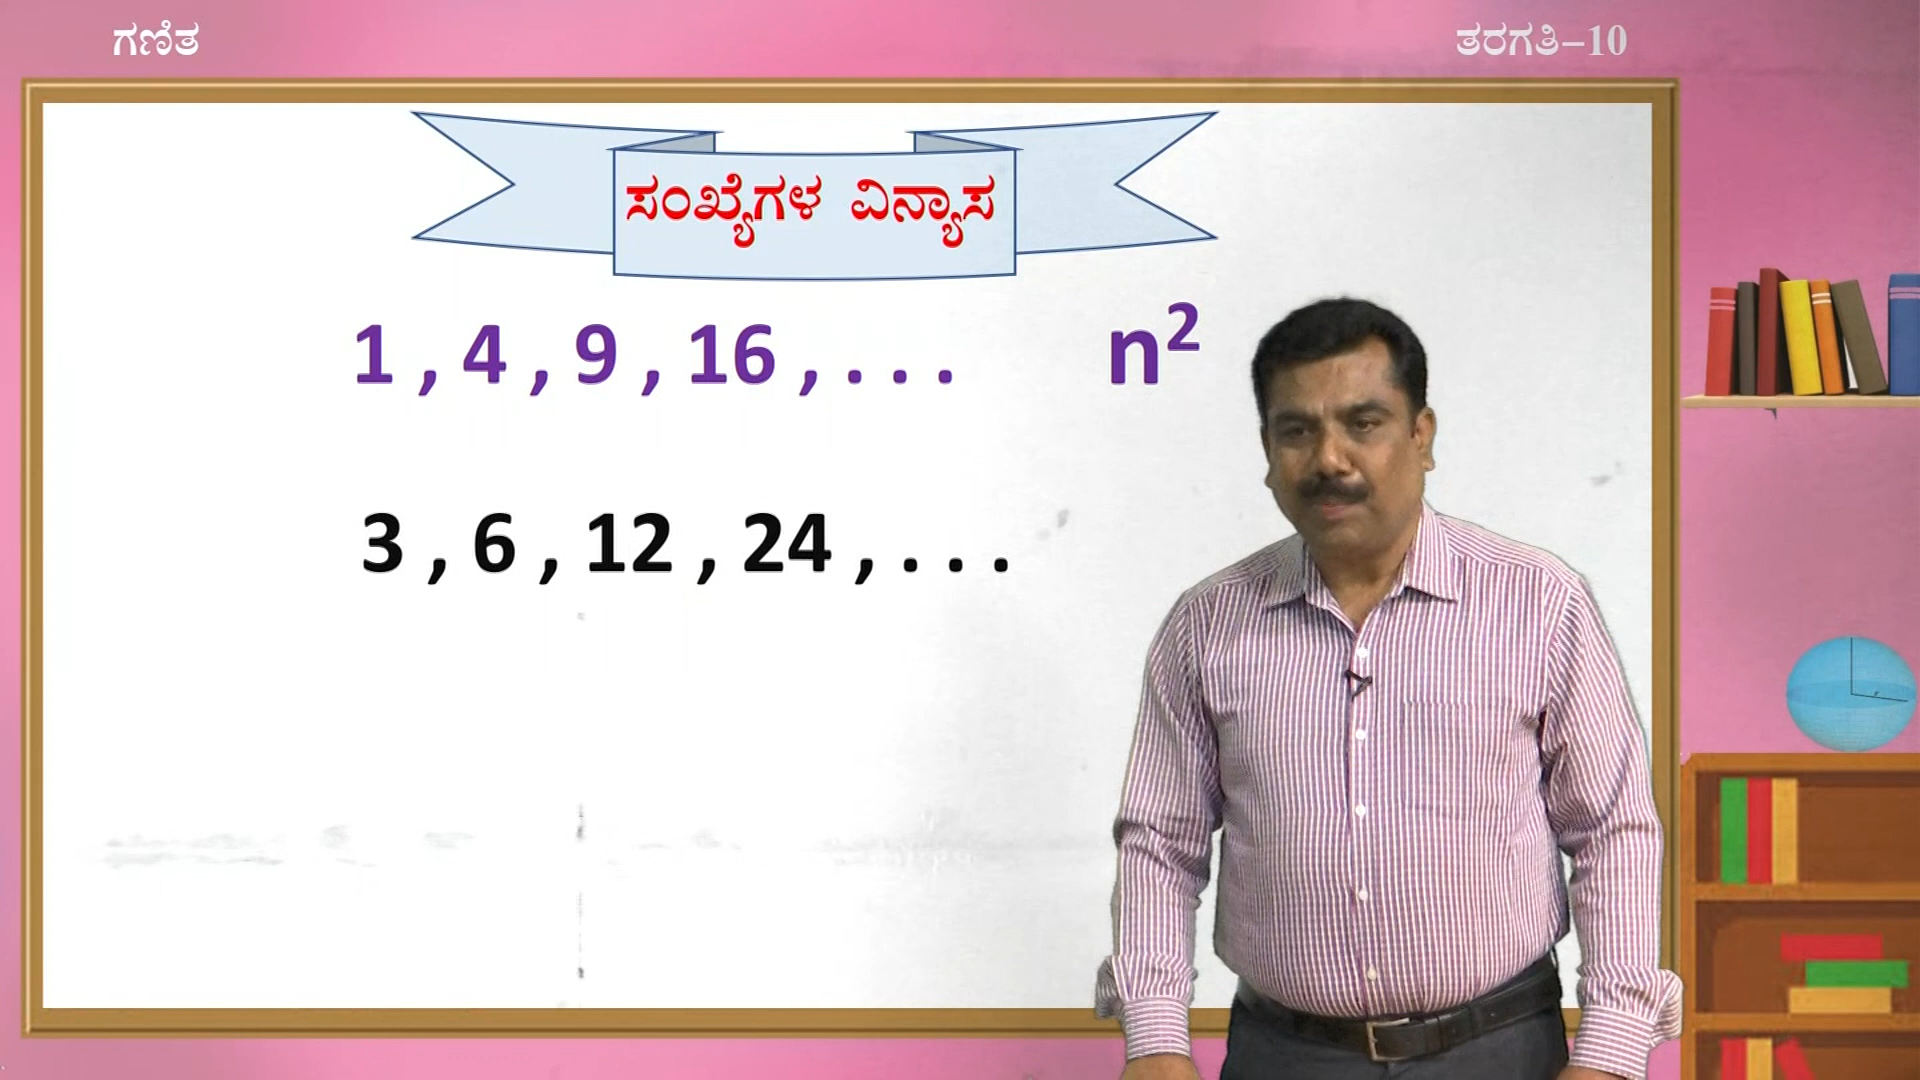 ಗಣಿತ
ತರಗತಿ–10
ಸಂಖ್ಯೆಗಳ ವಿನ್ಯಾಸ
1 , 4 , 9 , 16 , . . . n²
3 , 6 , 12 , 24 , . . .